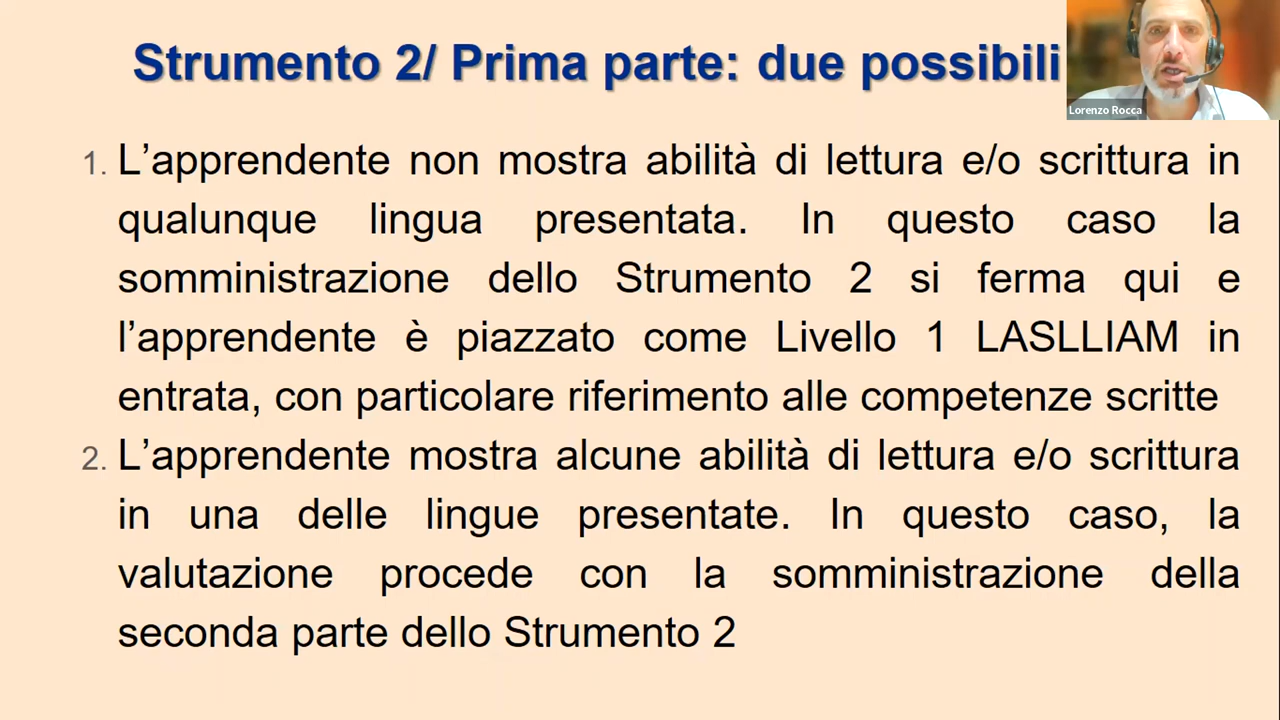 Strumento 2/ Prima parte: due possibili
Lorenzo Rocca
1. L’apprendente non mostra abilità di lettura e/o scrittura in
qualunque lingua presentata. In questo caso la
somministrazione dello Strumento 2 si ferma qui e
l’apprendente è piazzato come Livello 1 LASLLIAM in
entrata, con particolare riferimento alle competenze scritte
2. L’apprendente mostra alcune abilità di lettura e/o scrittura
in una delle lingue presentate. In questo caso, la
valutazione procede con la somministrazione della
seconda parte dello Strumento 2